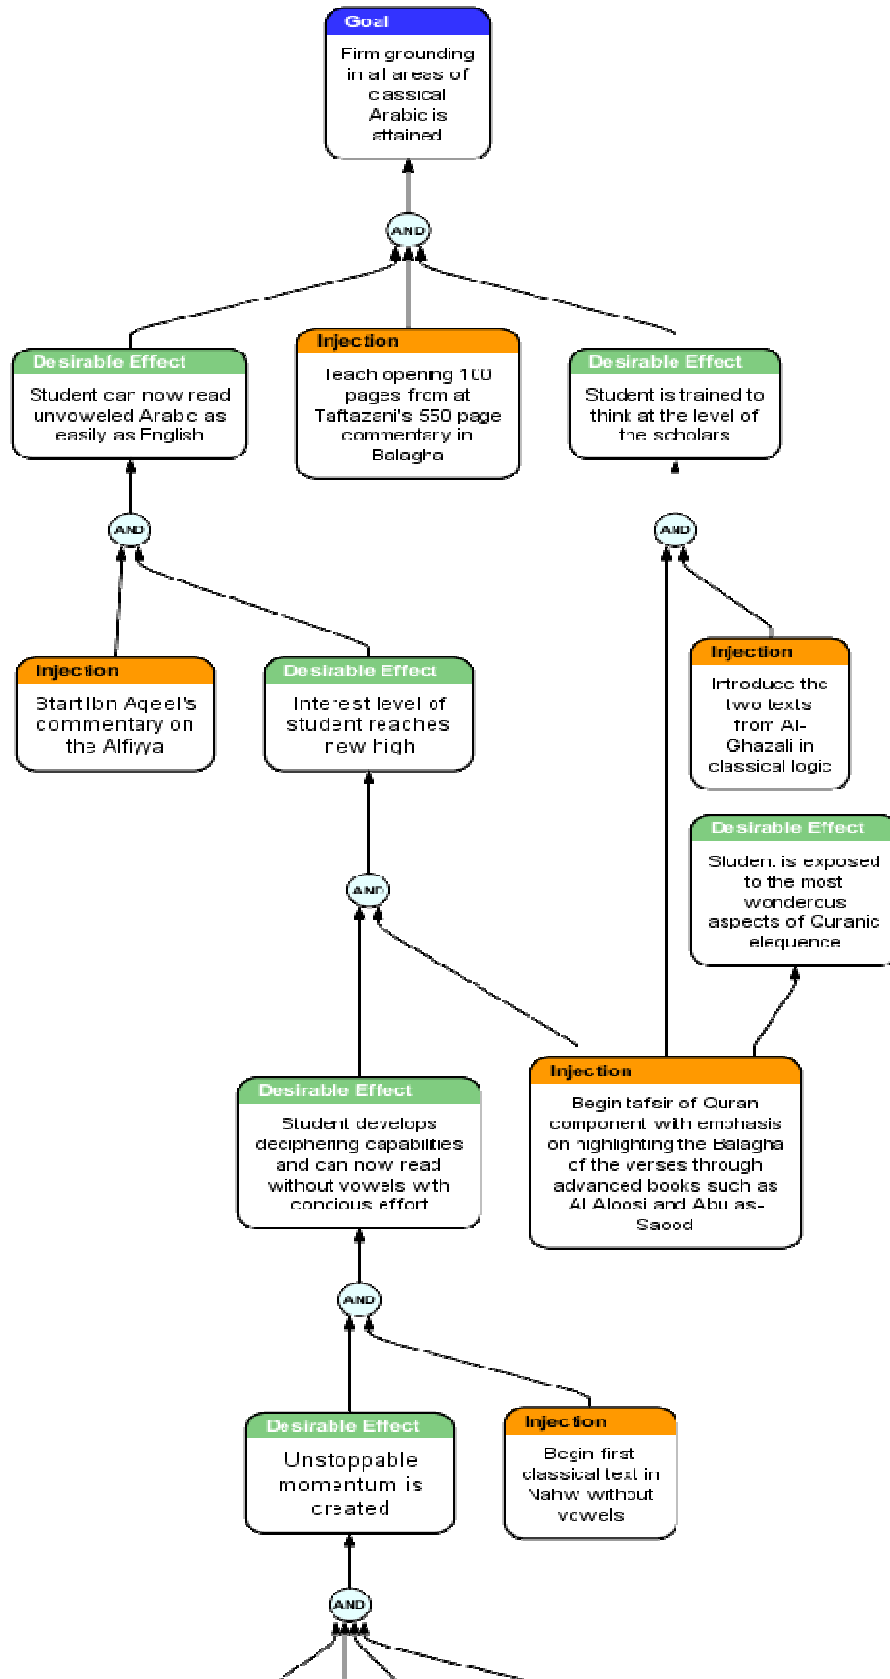 Goal
Firm grounding
in all areas of
classical
Arabic is
attained
AND
Desirable Effect
Student can now read
unvoweled Arabic as
easily as English
Injection
Teach opening 100
pages from at
Taftazani's 550 page
commentary in
Balagha
Desirable Effect
Student is trained to
think at the level of
the scholars
AND
AND
Injection
Start Ibn Aqeel's
commentary on
the Alfiyya
Desirable Effect
Interest level of
student reaches
new high
Injection
Introduce the
two texts
from Al-
Ghazali in
classical logic
Desirable Effect
Student is exposed
to the most
wonderous
aspects of Quranic
elequence
AND
Desirable Effect
Student develops
deciphering capabilities
and can now read
without vowels with
concious effort
Injection
Begin tafsir of Quran
component with emphasis
on highlighting the Balagha
of the verses through
advanced books such as
Al Aloosi and Abu as-
Saood
AND
Desirable Effect
Unstoppable
momentum is
created
Injection
Begin first
classical text in
Nahw without
vowels
AND